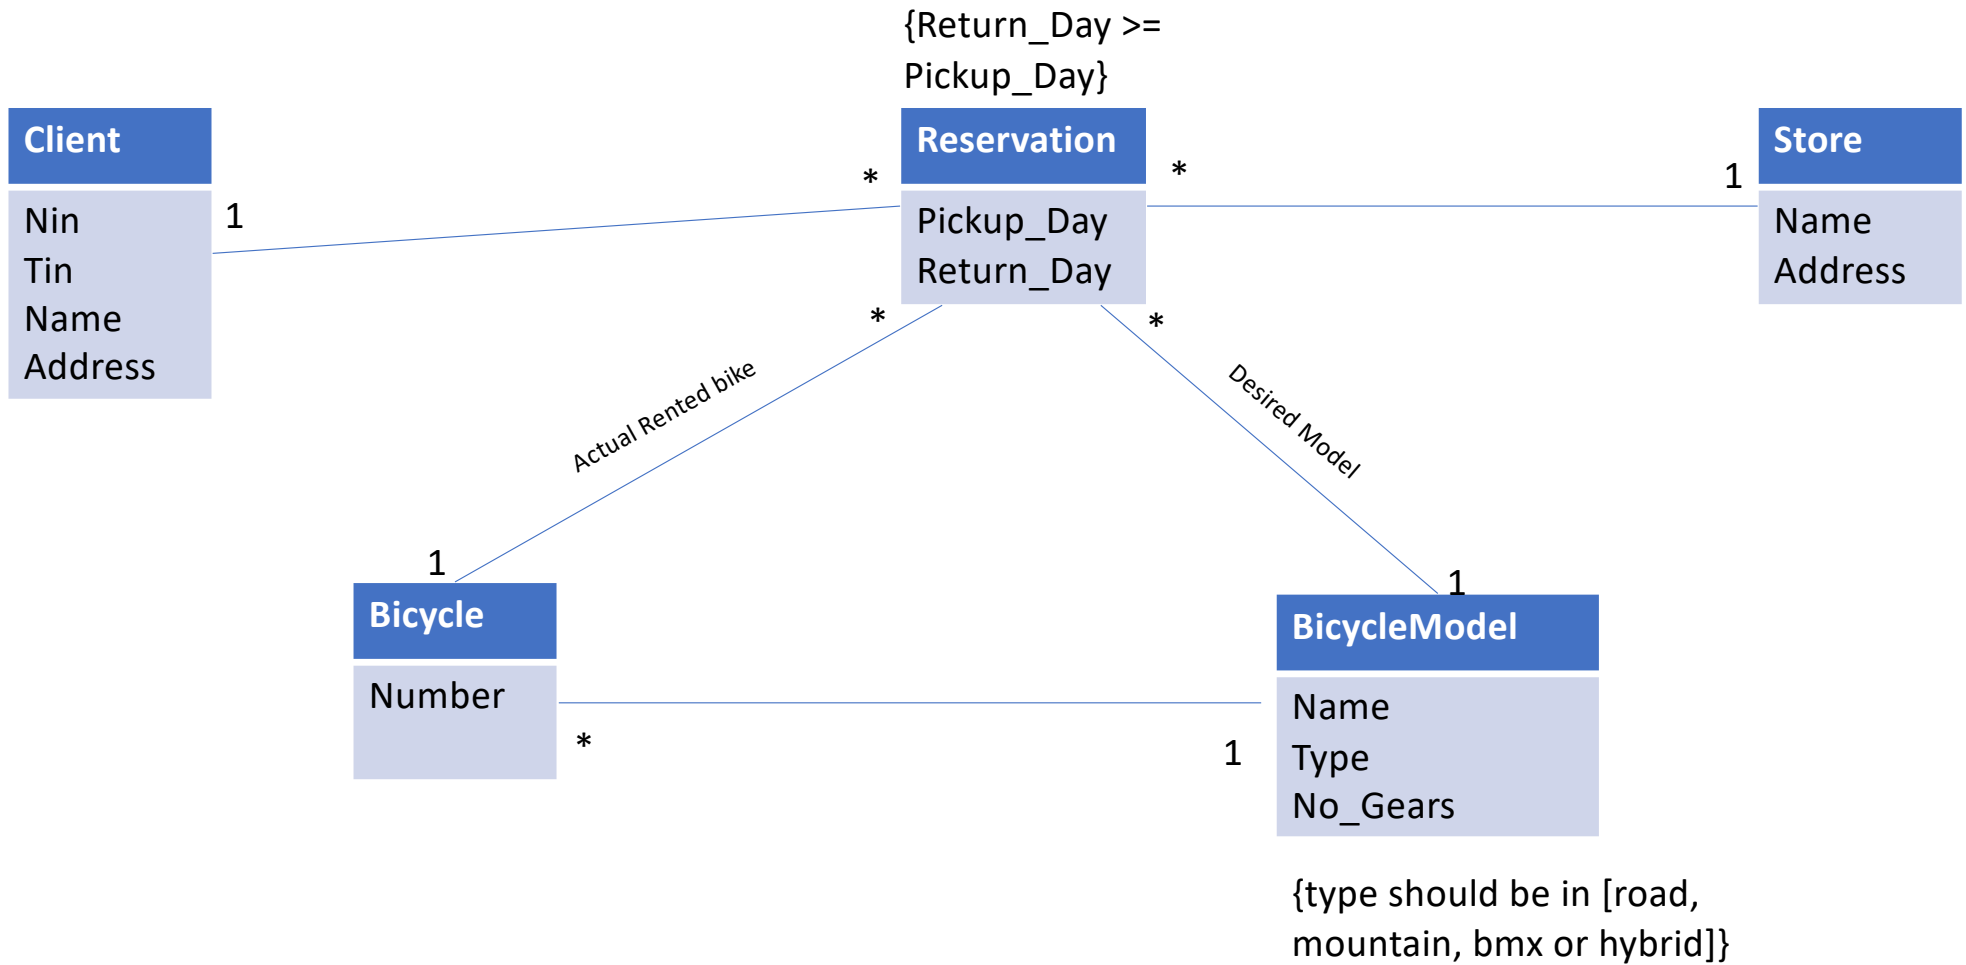 {Return_Day >=
Pickup_Day}
Client
Nin
Tin
Name
Address
1
*
Reservation
Pickup_Day
Return_Day
*
1
Store
Name
Address
*
*
Actual Rented bike
Desired Model
1
1
Bicycle
Number
*
1
BicycleModel
Name
Type
No_Gears
{type should be in [road,
mountain, bmx or hybrid]}